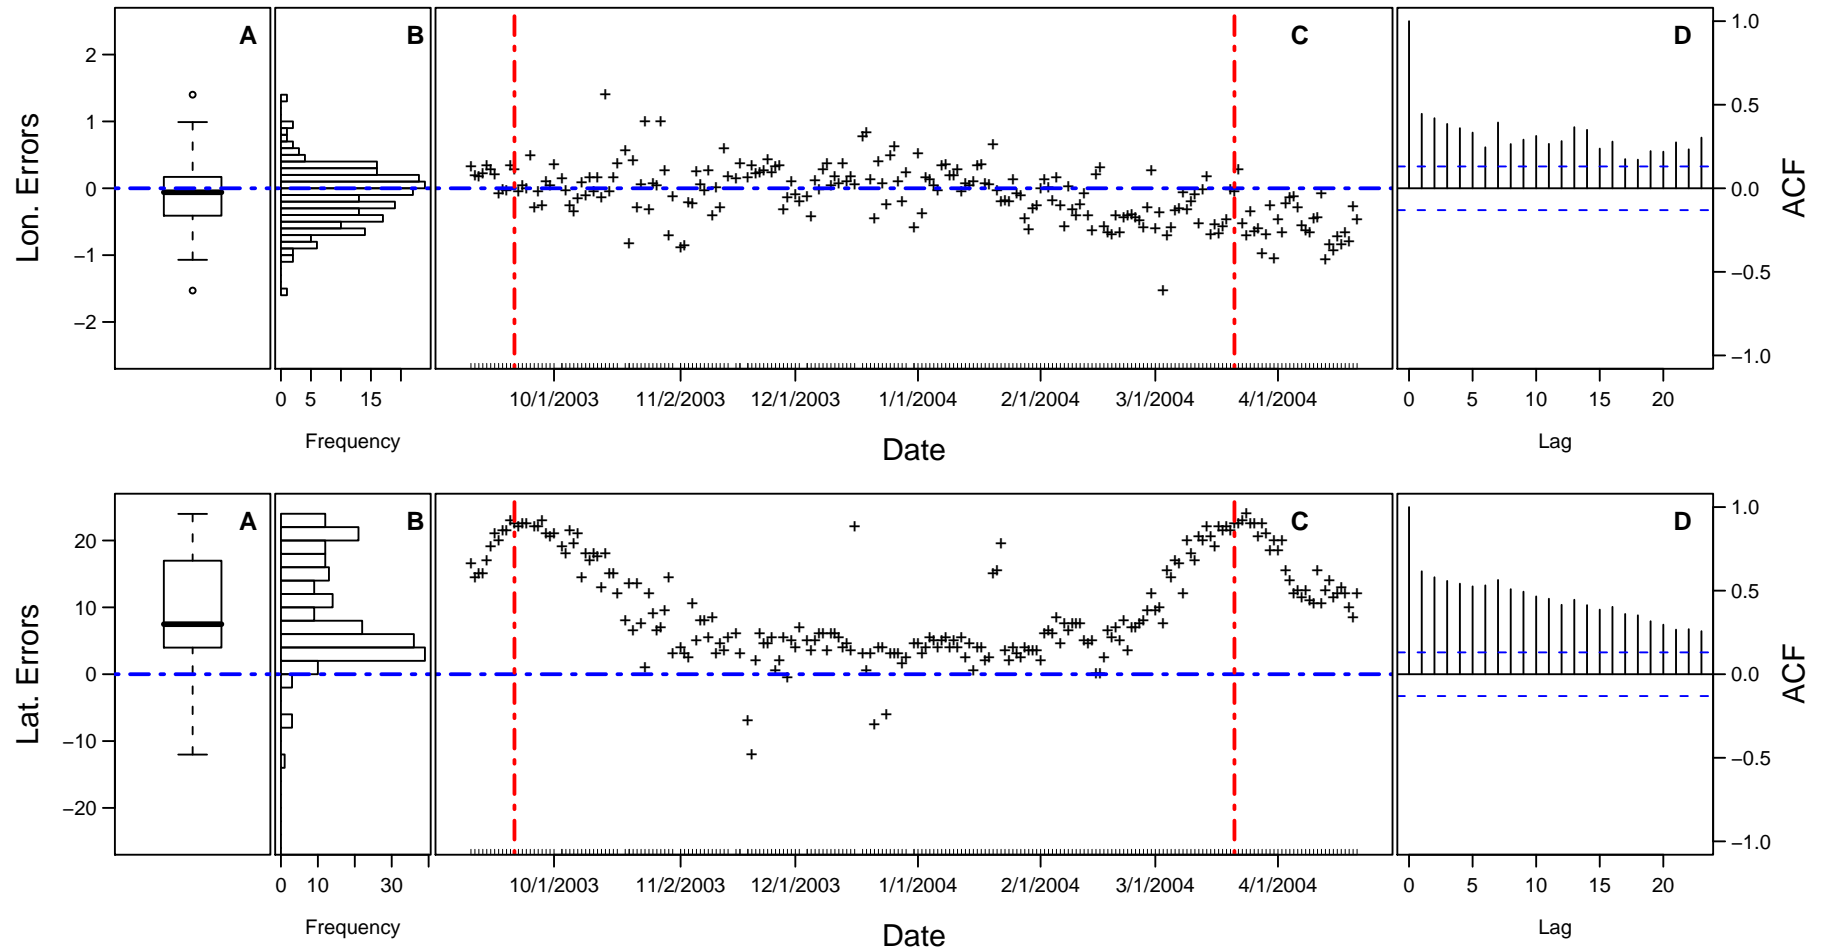 A B C D
Lon. Errors
2
1
0
−1
−2
0 5 15
Frequency
10/1/2003 11/2/2003 12/1/2003 1/1/2004 2/1/2004 3/1/2004 4/1/2004
Date
0 5 10 15 20
Lag
1.0
0.5
0.0
−0.5
−1.0
ACF
A B C D
Lat. Errors
20
10
0
−10
−20
0 10 30
Frequency
10/1/2003 11/2/2003 12/1/2003 1/1/2004 2/1/2004 3/1/2004 4/1/2004
Date
0 5 10 15 20
Lag
1.0
0.5
0.0
−0.5
−1.0
ACF